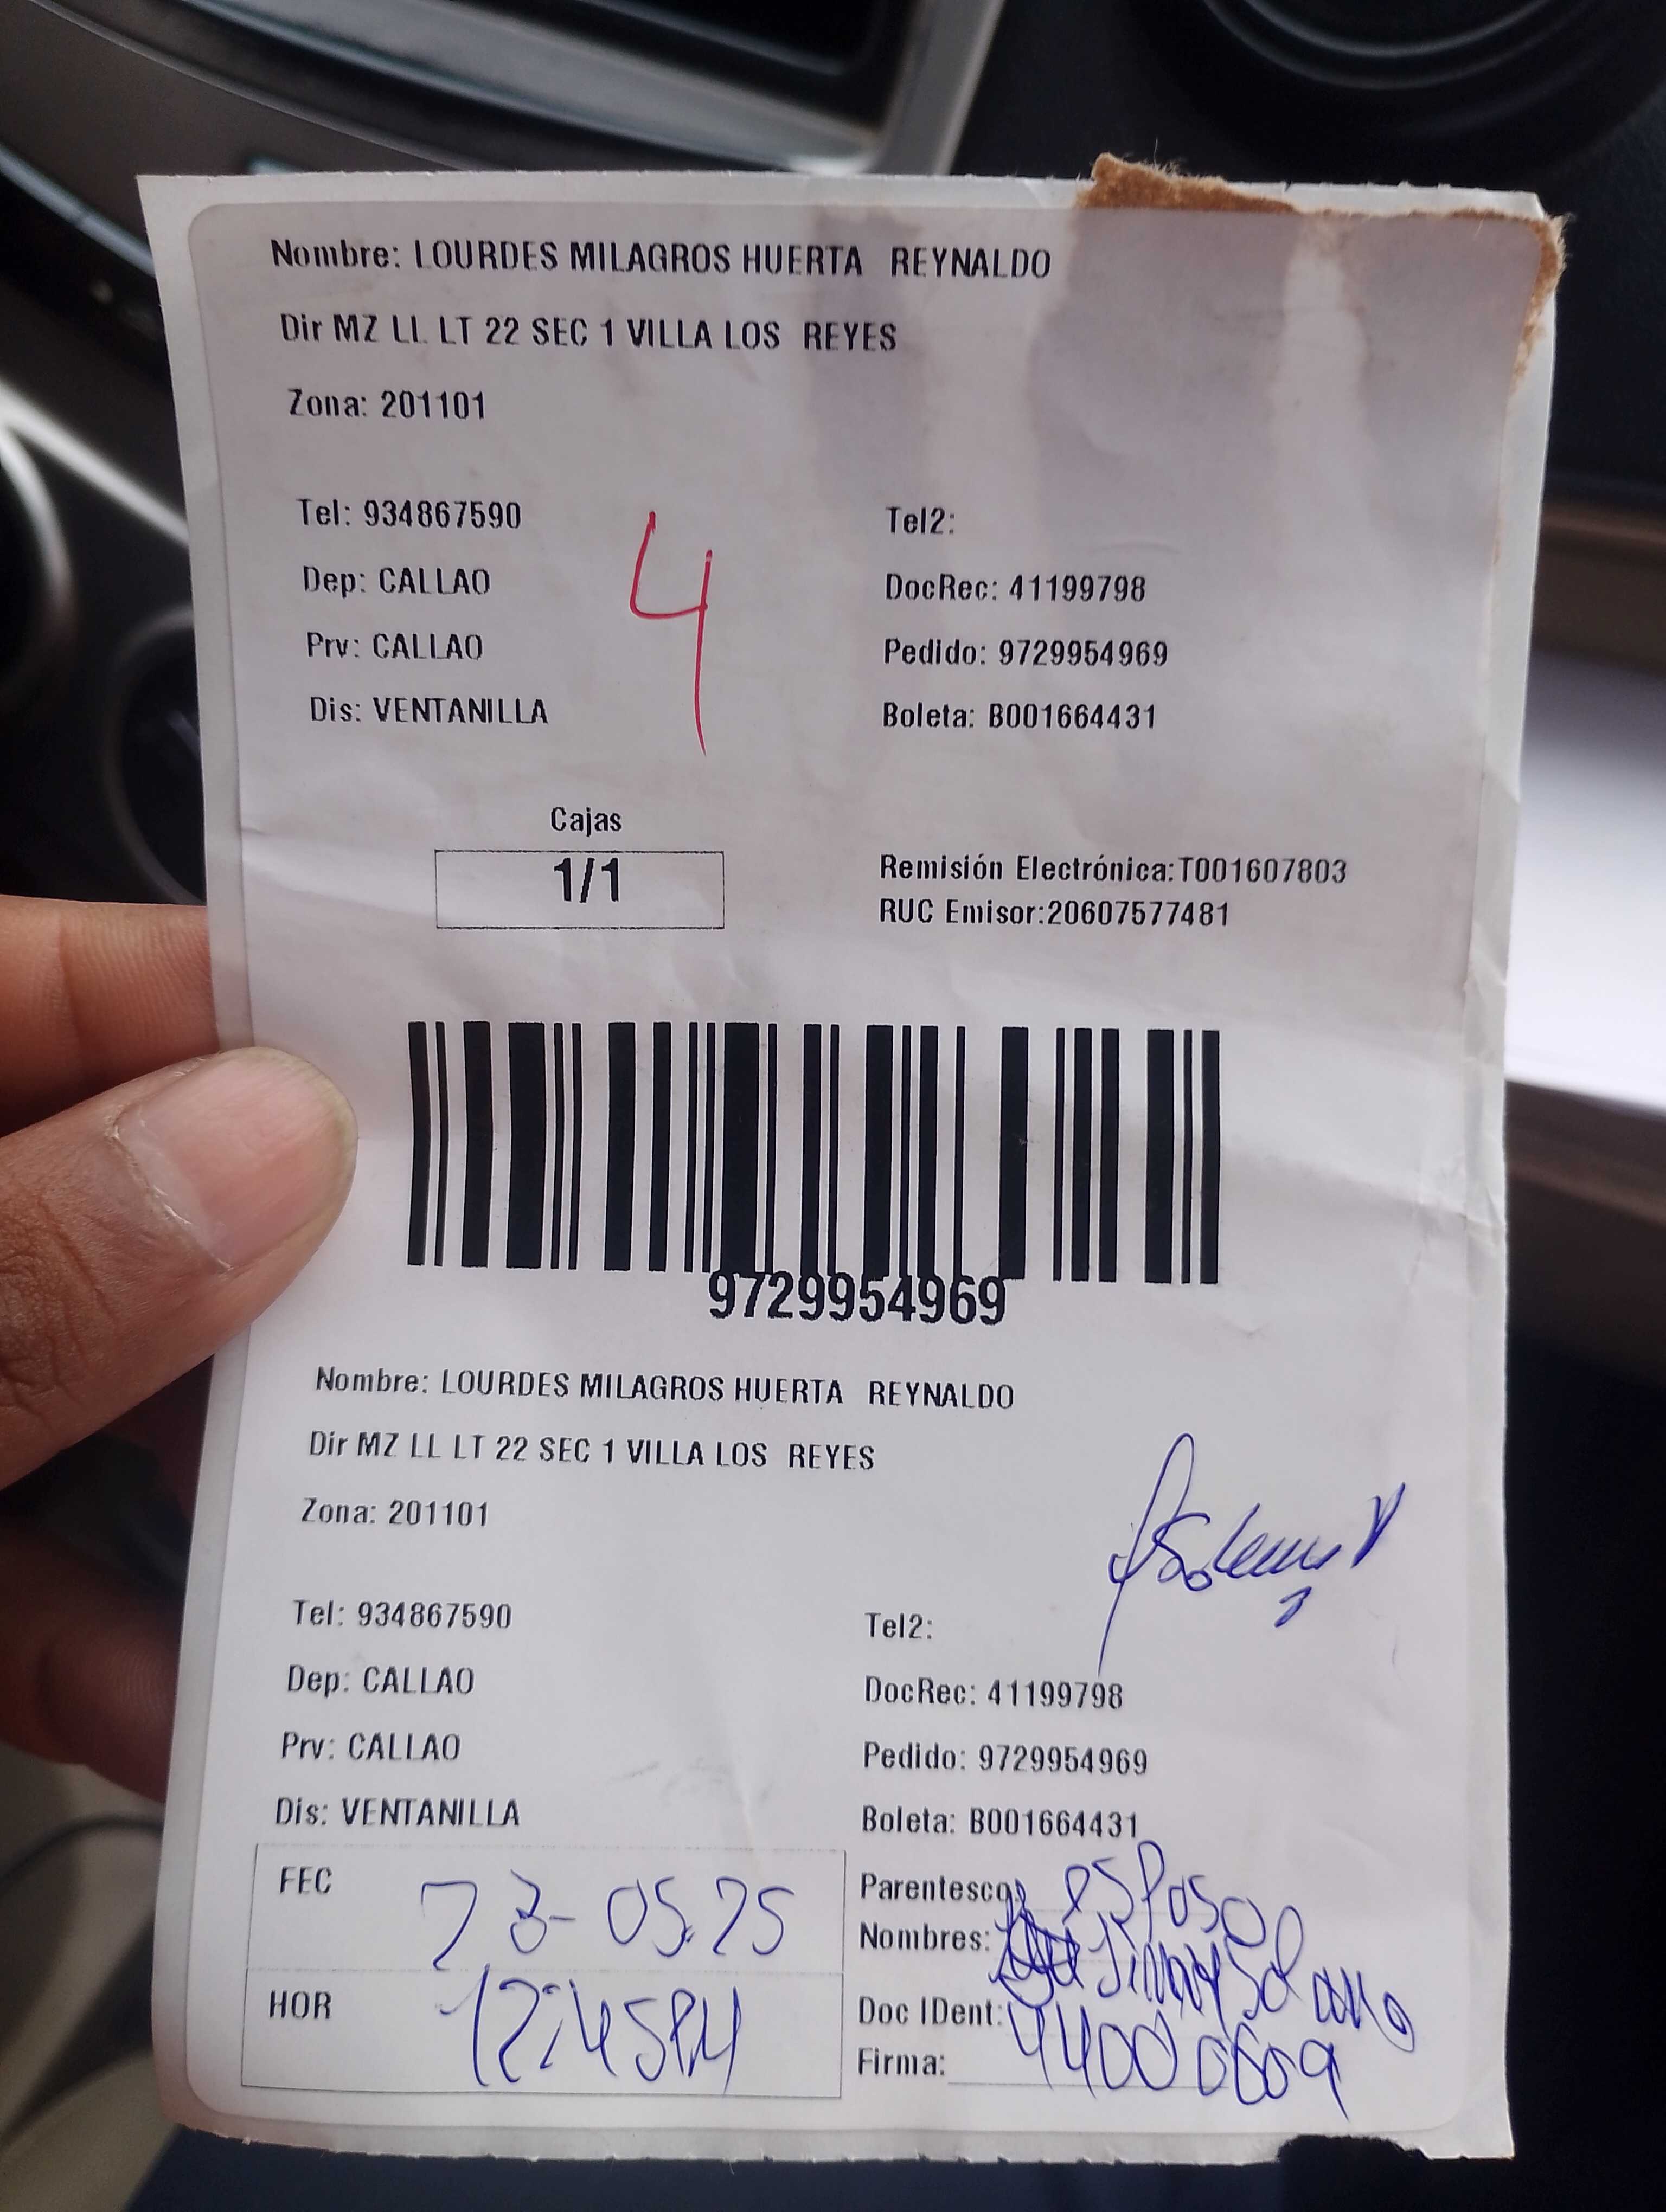 Nombre: LOURDES MILAGROS HUERTA REYNALDO
Dir MZ LL LT 22 SEC 1 VILLA LOS REYES
Zona: 201101
Tel: 934867590
Tel2:
4
Dep: CALLAO
DocRec: 41199798
Prv: CALLAO
Pedido: 9729954969
Dis: VENTANILLA
Boleta: B001664431
Cajas
1/1
Remisión Electrónica:T001607803
RUC Emisor:20607577481
9729954969
Nombre: LOURDES MILAGROS HUERTA REYNALDO
Dir MZ LL LT 22 SEC 1 VILLA LOS REYES
Zona: 201101
Tel: 934867590
Tel2:
Dep: CALLAO
DocRec: 41199798
Prv: CALLAO
Pedido: 9729954969
Dis: VENTANILLA
Boleta: B001664431
FEC 23-05.25
Parentesco: esposo
Nombres: Jimmy Solano
HOR 12:45PM
Doc IDent:
Firma: